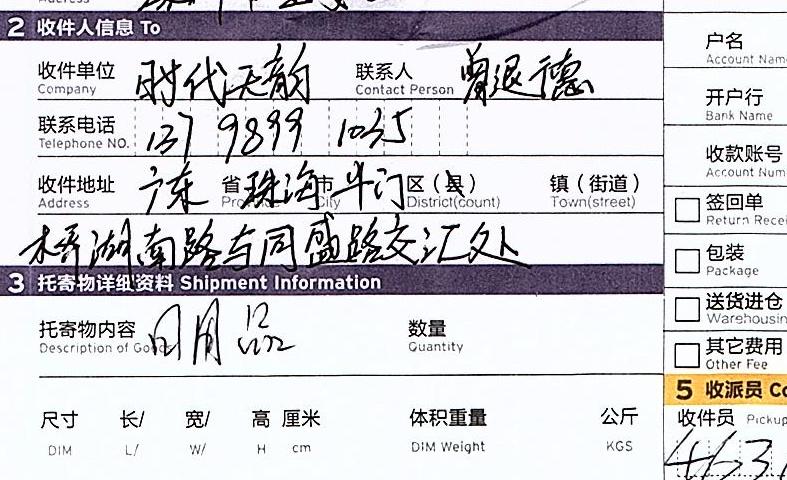 2 收件人信息 To
收件单位 时代天韵 联系人 曾退德
Company Contact Person
联系电话 137 9899 1035
Telephone NO.
收件地址 广东 省 珠海 市 斗门 区（县） 镇（街道）
Address Province City District(count) Town(street)
梧湖南路与同盛路交汇处
3 托寄物详细资料 Shipment Information
托寄物内容 日用品 数量
Description of Goods Quantity
尺寸 长/ 宽/ 高 厘米 体积重量 公斤
DIM L/ W/ H cm DIM Weight KGS
户名
Account Nam
开户行
Bank Name
收款账号
Account Num
签回单
Return Recei
包装
Package
送货进仓
Warehousin
其它费用
Other Fee
5 收派员 Co
收件员 Pickup
463